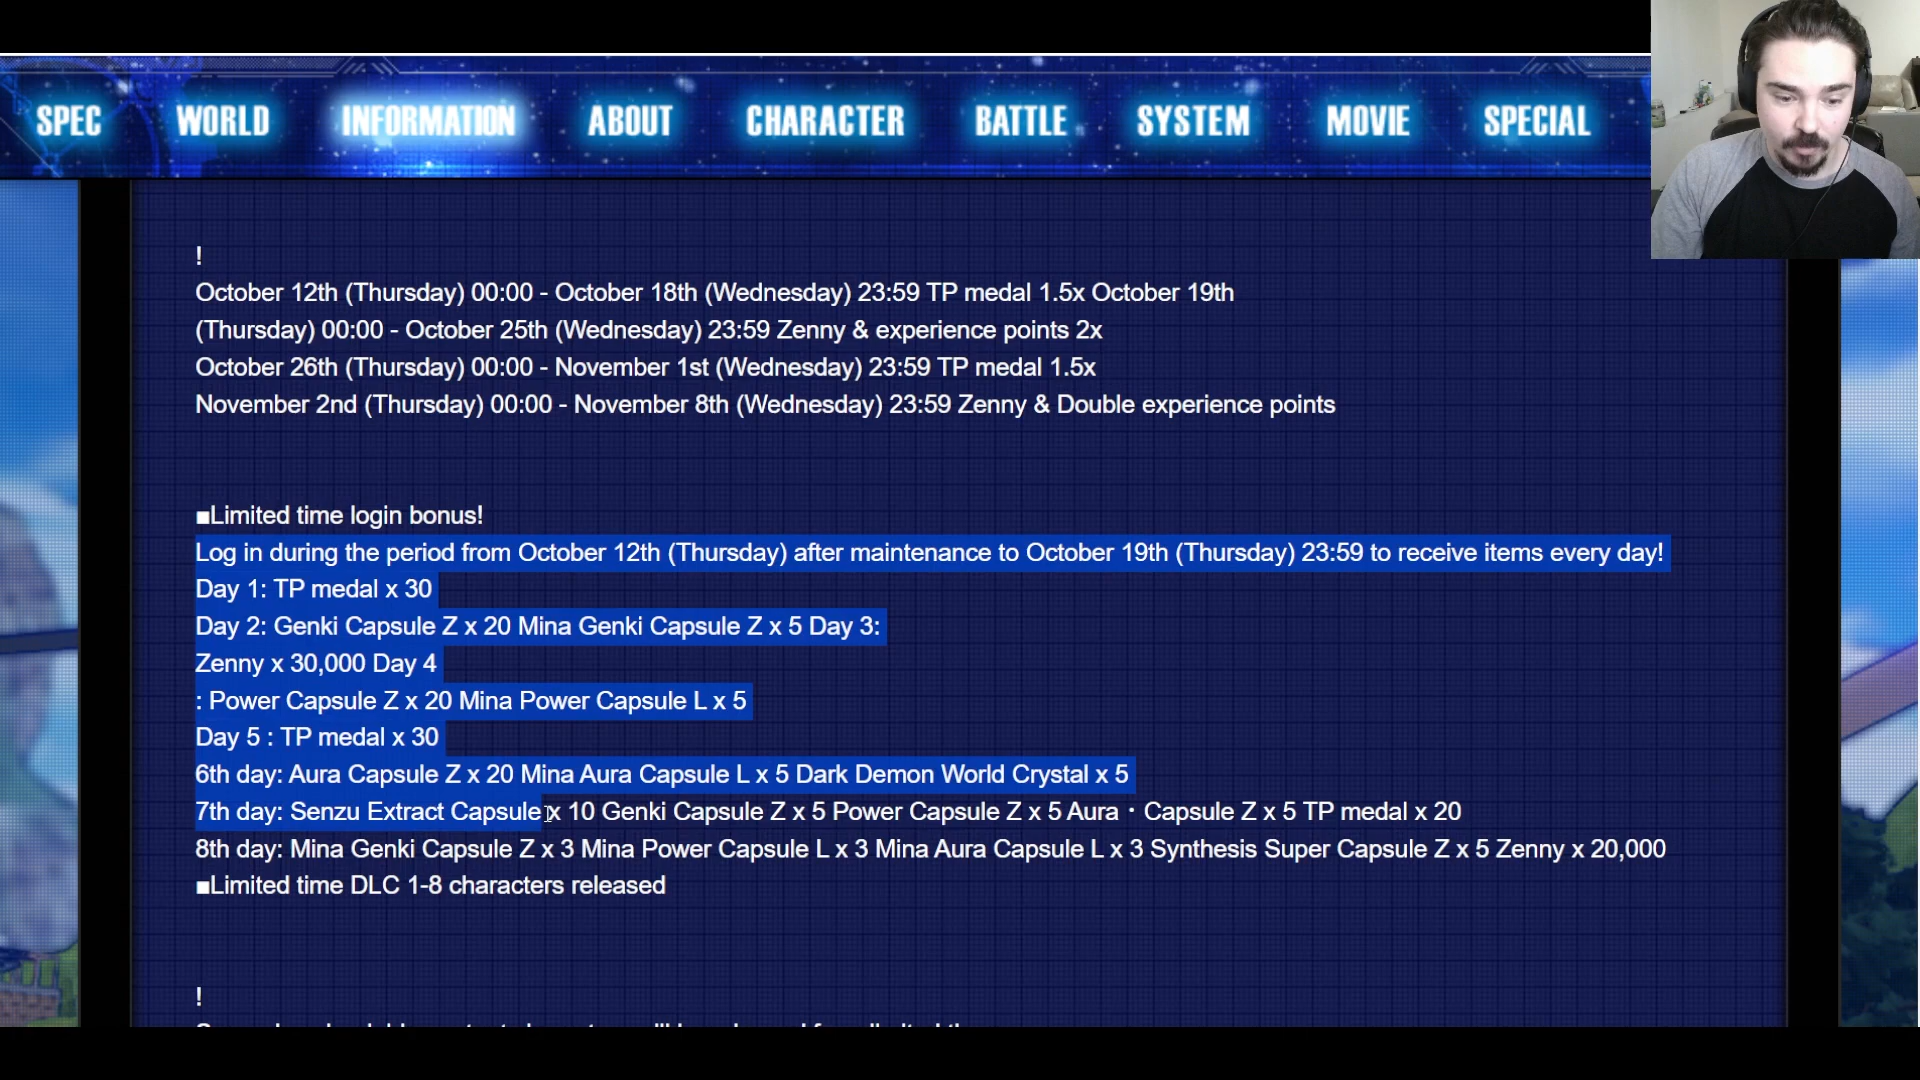 SPEC WORLD INFORMATION ABOUT CHARACTER BATTLE SYSTEM MOVIE SPECIAL
!
October 12th (Thursday) 00:00 - October 18th (Wednesday) 23:59 TP medal 1.5x October 19th
(Thursday) 00:00 - October 25th (Wednesday) 23:59 Zenny & experience points 2x
October 26th (Thursday) 00:00 - November 1st (Wednesday) 23:59 TP medal 1.5x
November 2nd (Thursday) 00:00 - November 8th (Wednesday) 23:59 Zenny & Double experience points
■Limited time login bonus!
Log in during the period from October 12th (Thursday) after maintenance to October 19th (Thursday) 23:59 to receive items every day!
Day 1: TP medal x 30
Day 2: Genki Capsule Z x 20 Mina Genki Capsule Z x 5 Day 3:
Zenny x 30,000 Day 4
: Power Capsule Z x 20 Mina Power Capsule L x 5
Day 5 : TP medal x 30
6th day: Aura Capsule Z x 20 Mina Aura Capsule L x 5 Dark Demon World Crystal x 5
7th day: Senzu Extract Capsule x 10 Genki Capsule Z x 5 Power Capsule Z x 5 Aura・Capsule Z x 5 TP medal x 20
8th day: Mina Genki Capsule Z x 3 Mina Power Capsule L x 3 Mina Aura Capsule L x 3 Synthesis Super Capsule Z x 5 Zenny x 20,000
■Limited time DLC 1-8 characters released
!